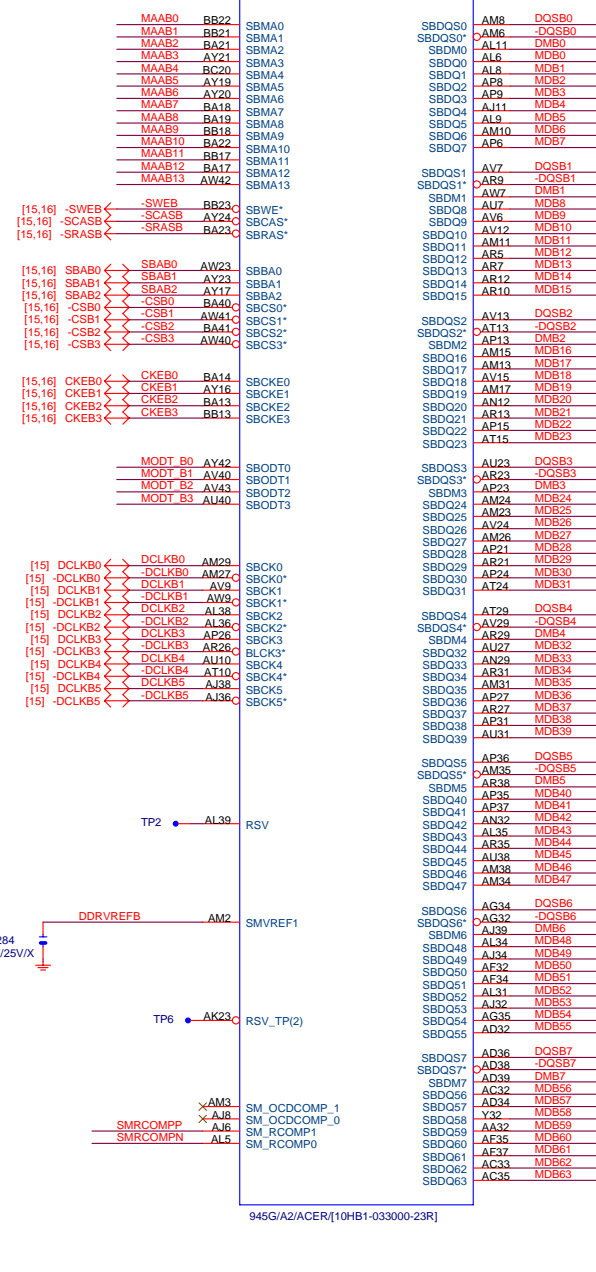 MAAB0 BB22 SBMA0 SBDQS0 AM8 DQSB0
MAAB1 BB21 SBMA1 SBDQS0* AM6 -DQSB0
MAAB2 BA21 SBMA2 SBDM0 AL11 DMB0
MAAB3 AY21 SBMA3 SBDQ0 AL6 MDB0
MAAB4 BC20 SBMA4 SBDQ1 AL8 MDB1
MAAB5 AY19 SBMA5 SBDQ2 AP8 MDB2
MAAB6 AY20 SBMA6 SBDQ3 AP9 MDB3
MAAB7 BA18 SBMA7 SBDQ4 AJ11 MDB4
MAAB8 BA19 SBMA8 SBDQ5 AL9 MDB5
MAAB9 BB18 SBMA9 SBDQ6 AM10 MDB6
MAAB10 BA22 SBMA10 SBDQ7 AP6 MDB7
MAAB11 BB17 SBMA11
MAAB12 BA17 SBMA12 SBDQS1 AV7 DQSB1
MAAB13 AW42 SBMA13 SBDQS1* AR9 -DQSB1
SBDM1 AW7 DMB1
[15,16] -SWEB -SWEB BB23 SBWE* SBDQ8 AU7 MDB8
[15,16] -SCASB -SCASB AY24 SBCAS* SBDQ9 AV6 MDB9
[15,16] -SRASB -SRASB BA23 SBRAS* SBDQ10 AV12 MDB10
SBDQ11 AM11 MDB11
SBDQ12 AR5 MDB12
[15,16] SBAB0 SBAB0 AW23 SBBA0 SBDQ13 AR7 MDB13
[15,16] SBAB1 SBAB1 AY23 SBBA1 SBDQ14 AR12 MDB14
[15,16] SBAB2 SBAB2 AY17 SBBA2 SBDQ15 AR10 MDB15
[15,16] -CSB0 -CSB0 BA40 SBCS0*
[15,16] -CSB1 -CSB1 AW41 SBCS1* SBDQS2 AV13 DQSB2
[15,16] -CSB2 -CSB2 BA41 SBCS2* SBDQS2* AT13 -DQSB2
[15,16] -CSB3 -CSB3 AW40 SBCS3* SBDM2 AP13 DMB2
SBDQ16 AM15 MDB16
SBDQ17 AM13 MDB17
[15,16] CKEB0 CKEB0 BA14 SBCKE0 SBDQ18 AV15 MDB18
[15,16] CKEB1 CKEB1 AY16 SBCKE1 SBDQ19 AM17 MDB19
[15,16] CKEB2 CKEB2 BA13 SBCKE2 SBDQ20 AN12 MDB20
[15,16] CKEB3 CKEB3 BB13 SBCKE3 SBDQ21 AR13 MDB21
SBDQ22 AP15 MDB22
SBDQ23 AT15 MDB23
MODT_B0 AY42 SBODT0 SBDQS3 AU23 DQSB3
MODT_B1 AV40 SBODT1 SBDQS3* AR23 -DQSB3
MODT_B2 AV43 SBODT2 SBDM3 AP23 DMB3
MODT_B3 AU40 SBODT3 SBDQ24 AM24 MDB24
SBDQ25 AM23 MDB25
SBDQ26 AV24 MDB26
SBDQ27 AM26 MDB27
SBDQ28 AP21 MDB28
[15] DCLKB0 DCLKB0 AM29 SBCK0 SBDQ29 AR21 MDB29
[15] -DCLKB0 -DCLKB0 AM27 SBCK0* SBDQ30 AP24 MDB30
[15] DCLKB1 DCLKB1 AV9 SBCK1 SBDQ31 AT24 MDB31
[15] -DCLKB1 -DCLKB1 AW9 SBCK1*
[15] DCLKB2 DCLKB2 AL38 SBCK2 SBDQS4 AT29 DQSB4
[15] -DCLKB2 -DCLKB2 AL36 SBCK2* SBDQS4* AV29 -DQSB4
[15] DCLKB3 DCLKB3 AP26 SBCK3 SBDM4 AR29 DMB4
[15] -DCLKB3 -DCLKB3 AR26 BLCK3* SBDQ32 AU27 MDB32
[15] DCLKB4 DCLKB4 AU10 SBCK4 SBDQ33 AN29 MDB33
[15] -DCLKB4 -DCLKB4 AT10 SBCK4* SBDQ34 AR31 MDB34
[15] DCLKB5 DCLKB5 AJ38 SBCK5 SBDQ35 AM31 MDB35
[15] -DCLKB5 -DCLKB5 AJ36 SBCK5* SBDQ36 AP27 MDB36
SBDQ37 AR27 MDB37
SBDQ38 AP31 MDB38
SBDQ39 AU31 MDB39
SBDQS5 AP36 DQSB5
SBDQS5* AM35 -DQSB5
SBDM5 AR38 DMB5
SBDQ40 AP35 MDB40
SBDQ41 AP37 MDB41
TP2 AL39 RSV SBDQ42 AN32 MDB42
SBDQ43 AL35 MDB43
SBDQ44 AR35 MDB44
SBDQ45 AU38 MDB45
SBDQ46 AM38 MDB46
SBDQ47 AM34 MDB47
SBDQS6 AG34 DQSB6
DDRVREFB AM2 SMVREF1 SBDQS6* AG32 -DQSB6
SBDM6 AJ39 DMB6
284 SBDQ48 AL34 MDB48
/25V/X SBDQ49 AJ34 MDB49
SBDQ50 AF32 MDB50
SBDQ51 AF34 MDB51
SBDQ52 AL31 MDB52
SBDQ53 AJ32 MDB53
TP6 AK23 RSV_TP(2) SBDQ54 AG35 MDB54
SBDQ55 AD32 MDB55
SBDQS7 AD36 DQSB7
SBDQS7* AD38 -DQSB7
SBDM7 AD39 DMB7
SBDQ56 AC32 MDB56
AM3 SM_OCDCOMP_1 SBDQ57 AD34 MDB57
AJ8 SM_OCDCOMP_0 SBDQ58 Y32 MDB58
SMRCOMPP AJ6 SM_RCOMP1 SBDQ59 AA32 MDB59
SMRCOMPN AL5 SM_RCOMP0 SBDQ60 AF35 MDB60
SBDQ61 AF37 MDB61
SBDQ62 AC33 MDB62
SBDQ63 AC35 MDB63
945G/A2/ACER/[10HB1-033000-23R]